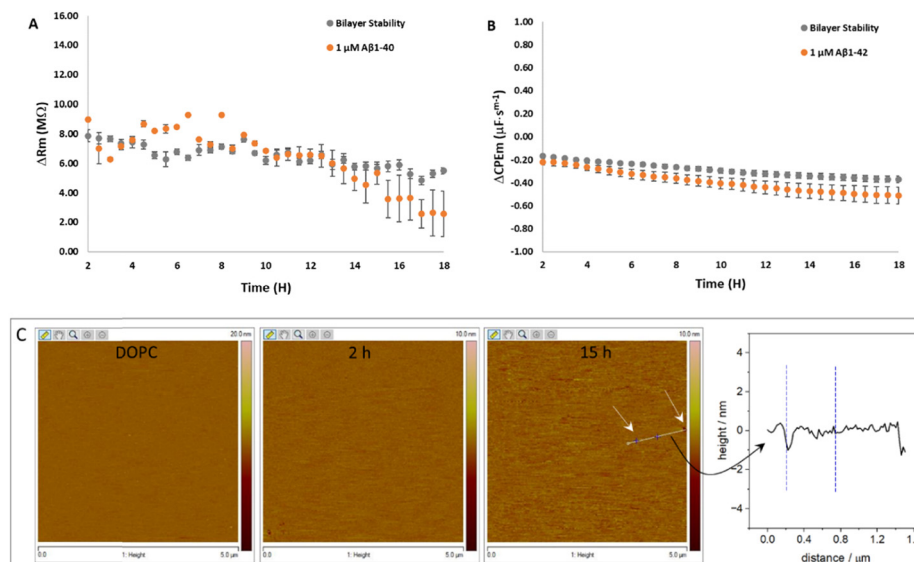 A
Bilayer Stability
1 µM Aβ1-40
16.00
14.00
12.00
10.00
8.00
6.00
4.00
2.00
0.00
ΔRm (MΩ)
2 4 6 8 10 12 14 16 18
Time (H)
B
Bilayer Stability
1 µM Aβ1-42
1.00
0.80
0.60
0.40
0.20
0.00
-0.20
-0.40
-0.60
-0.80
-1.00
ΔCPEm (µF·sᵐ⁻¹)
2 4 6 8 10 12 14 16 18
Time (H)
C
20.0 nm
DOPC
0.0 1: Height 5.0 µm
10.0 nm
2 h
0.0 1: Height 5.0 µm
10.0
15 h
0.0 1: Height 5.0 µm
4
2
0
−2
−4
height / nm
0.0 0.5 1.0 1.
distance / µm